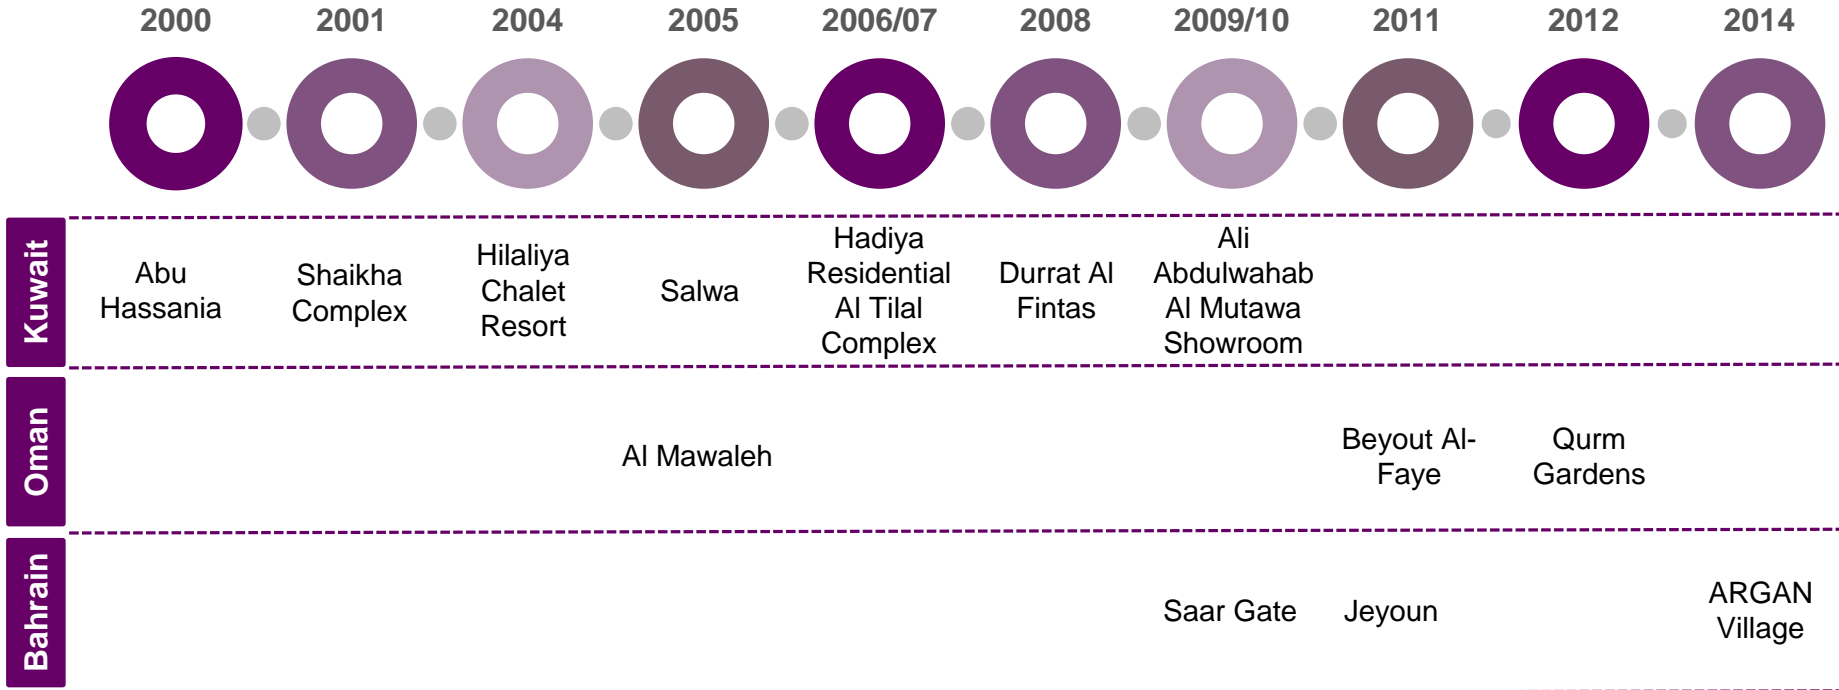 2000
2001
2004
2005
2006/07
2008
2009/10
2011
2012
2014
Kuwait
Abu
Hassania
Shaikha
Complex
Hilaliya
Chalet
Resort
Salwa
Hadiya
Residential
Al Tilal
Complex
Durrat Al
Fintas
Ali
Abdulwahab
Al Mutawa
Showroom
Oman
Al Mawaleh
Beyout Al-
Faye
Qurm
Gardens
Bahrain
Saar Gate
Jeyoun
ARGAN
Village